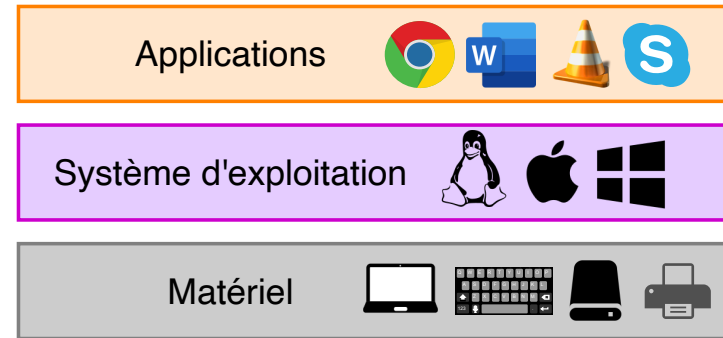 Applications
W
S
Système d'exploitation
Matériel